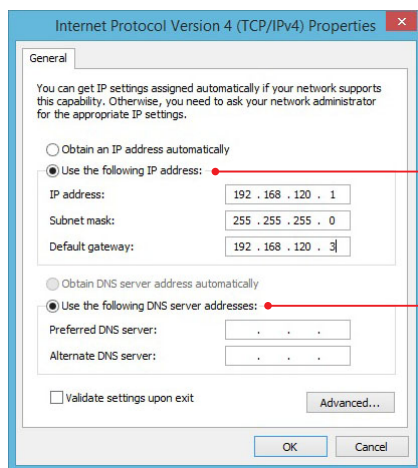 Internet Protocol Version 4 (TCP/IPv4) Properties
General
You can get IP settings assigned automatically if your network supports
this capability. Otherwise, you need to ask your network administrator
for the appropriate IP settings.
Obtain an IP address automatically
Use the following IP address:
IP address: 192 . 168 . 120 . 1
Subnet mask: 255 . 255 . 255 . 0
Default gateway: 192 . 168 . 120 . 3
Obtain DNS server address automatically
Use the following DNS server addresses:
Preferred DNS server: . . .
Alternate DNS server: . . .
Validate settings upon exit
Advanced...
OK Cancel